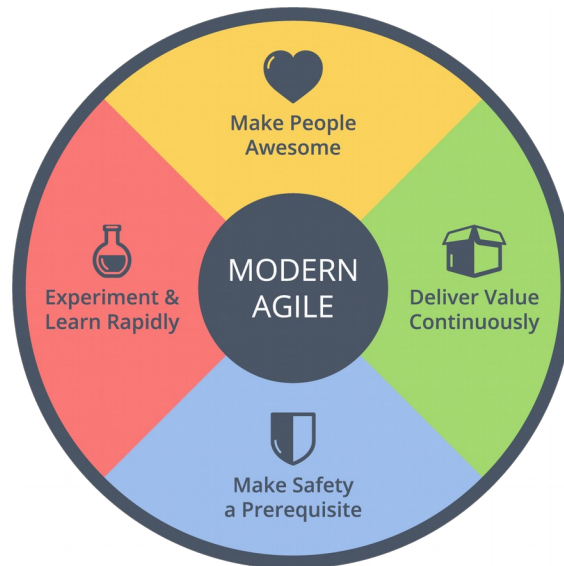 Make People
Awesome
Experiment &
Learn Rapidly
MODERN
AGILE
Deliver Value
Continuously
Make Safety
a Prerequisite